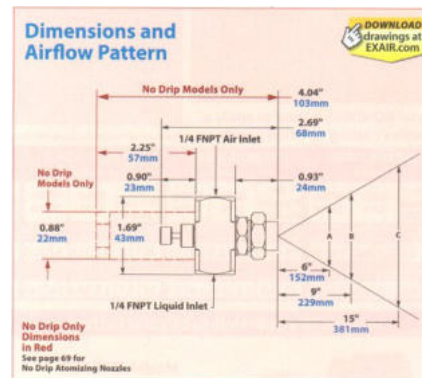 Dimensions and
Airflow Pattern
DOWNLOAD
drawings at
EXAIR.com
No Drip Models Only
4.04"
103mm
2.69"
68mm
2.25"
57mm
1/4 FNPT Air Inlet
No Drip
Models Only
0.90"
23mm
0.93"
24mm
0.88"
22mm
1.69"
43mm
A
B
C
6"
152mm
1/4 FNPT Liquid Inlet
9"
229mm
15"
381mm
No Drip Only
Dimensions
in Red
See page 69 for
No Drip Atomizing Nozzles